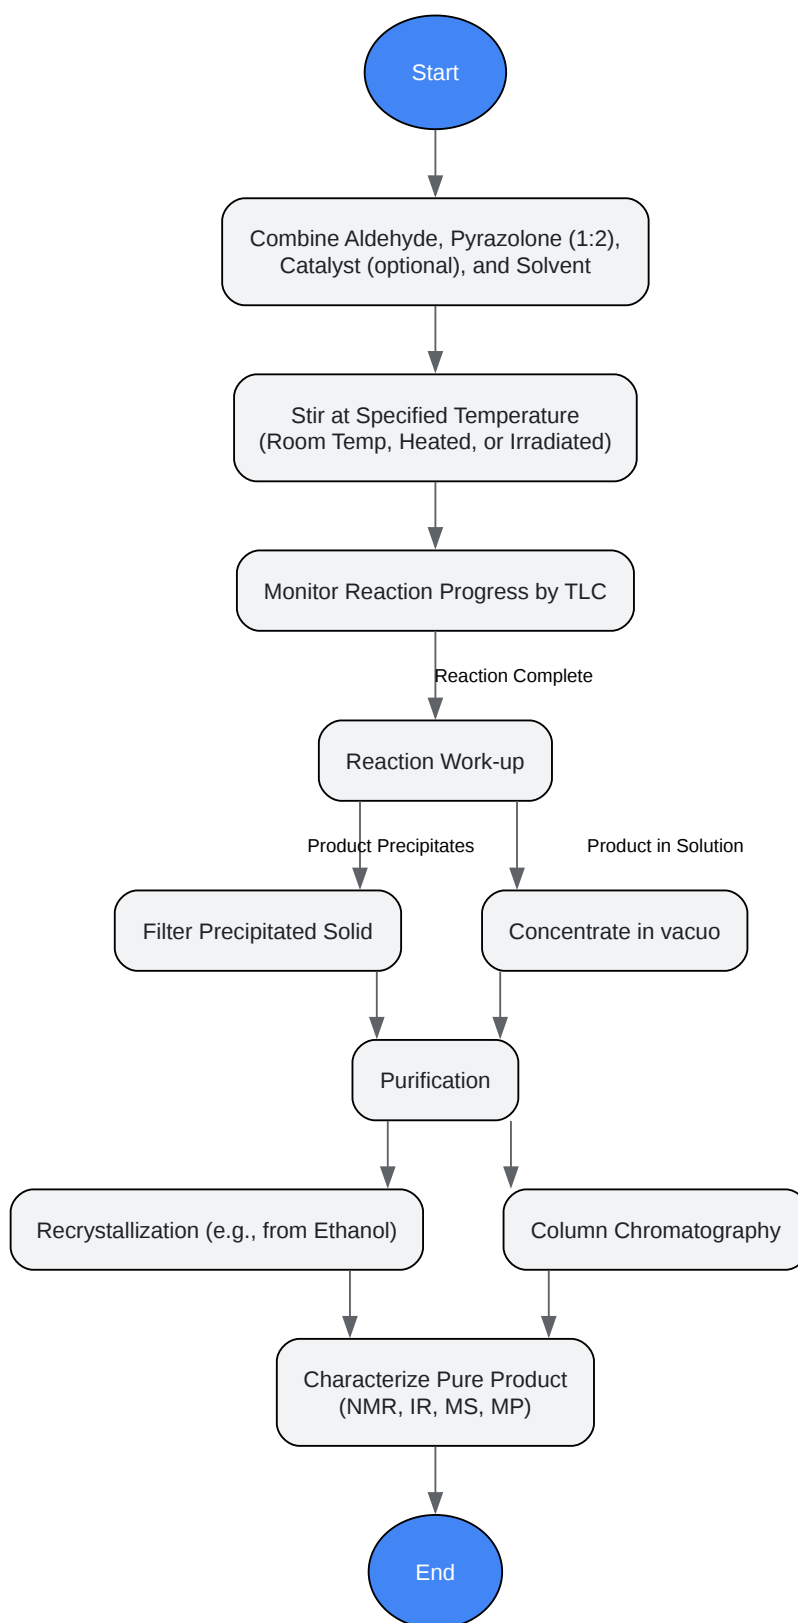 Start
Combine Aldehyde, Pyrazolone (1:2),
Catalyst (optional), and Solvent
Stir at Specified Temperature
(Room Temp, Heated, or Irradiated)
Monitor Reaction Progress by TLC
Reaction Complete
Reaction Work-up
Product Precipitates
Product in Solution
Filter Precipitated Solid
Concentrate in vacuo
Purification
Recrystallization (e.g., from Ethanol)
Column Chromatography
Characterize Pure Product
(NMR, IR, MS, MP)
End